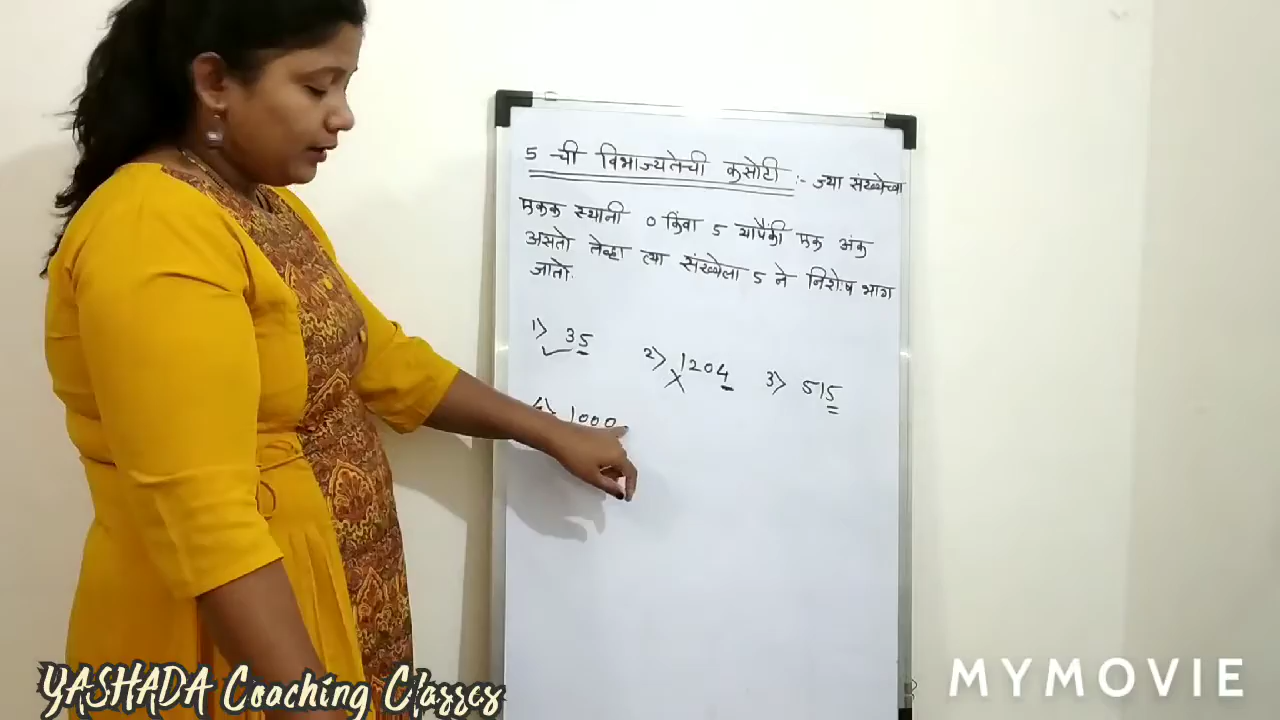 5 ची विभाज्यतेची कसोटी :- ज्या संख्येच्या
एकक स्थानी 0 किंवा 5 यापैकी एक अंक
असतो तेव्हा त्या संख्येला 5 ने निशेःष भाग
जातो.
1) 35
2) 1204
3) 515
4) 1000
YASHADA Coaching Classes
MYMOVIE